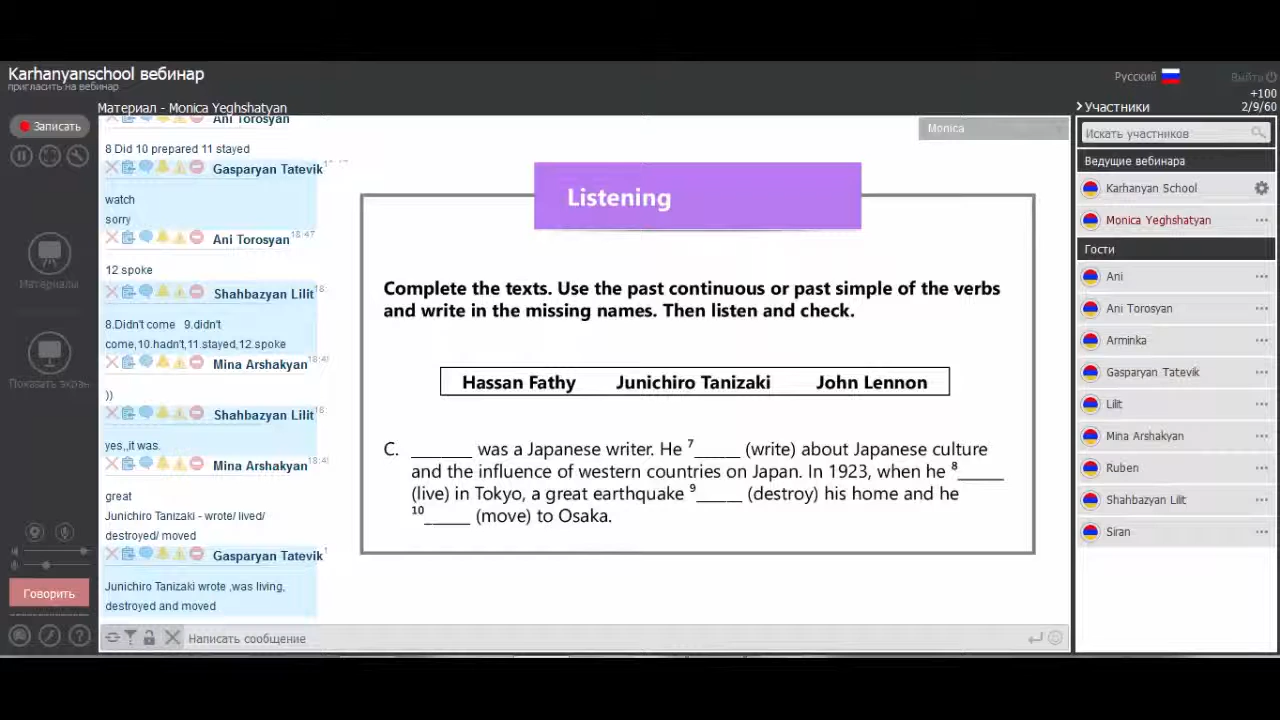 Karhanyanschool вебинар
пригласить на вебинар
Русский
Выйти
+100
Материал - Monica Yeghshatyan
Участники
2/9/60
Записать
Материалы
Показать экран
Говорить
Ani Torosyan
8 Did 10 prepared 11 stayed
Gasparyan Tatevik
watch
sorry
Ani Torosyan 18:47
12 spoke
Shahbazyan Lilit 18:
8.Didn't come 9.didn't
come,10.hadn't,11.stayed,12.spoke
Mina Arshakyan
))
Shahbazyan Lilit 18:
yes,,it was.
Mina Arshakyan
great
Junichiro Tanizaki - wrote/ lived/
destroyed/ moved
Gasparyan Tatevik
Junichiro Tanizaki wrote ,was living,
destroyed and moved
Написать сообщение
Monica
Listening
Complete the texts. Use the past continuous or past simple of the verbs
and write in the missing names. Then listen and check.
Hassan Fathy Junichiro Tanizaki John Lennon
C. _______ was a Japanese writer. He 7_____ (write) about Japanese culture
and the influence of western countries on Japan. In 1923, when he 8_____
(live) in Tokyo, a great earthquake 9_____ (destroy) his home and he
10_____ (move) to Osaka.
Искать участников
Ведущие вебинара
Karhanyan School
Monica Yeghshatyan
Гости
Ani
Ani Torosyan
Arminka
Gasparyan Tatevik
Lilit
Mina Arshakyan
Ruben
Shahbazyan Lilit
Siran